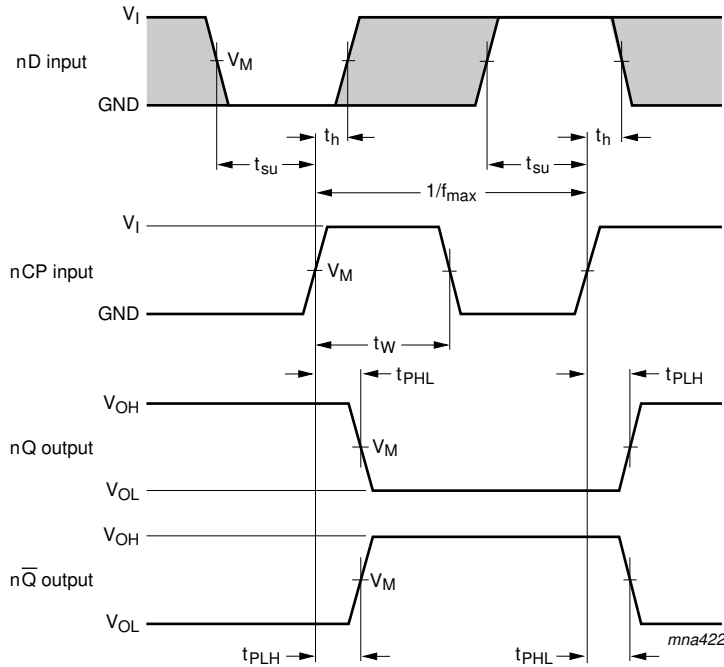 V_I
nD input
V_M
GND
t_h
t_h
t_su
t_su
1/f_max
V_I
nCP input
V_M
GND
t_W
t_PHL
t_PLH
V_OH
nQ output
V_M
V_OL
V_OH
nQ̅ output
V_M
V_OL
t_PLH
t_PHL
mna422